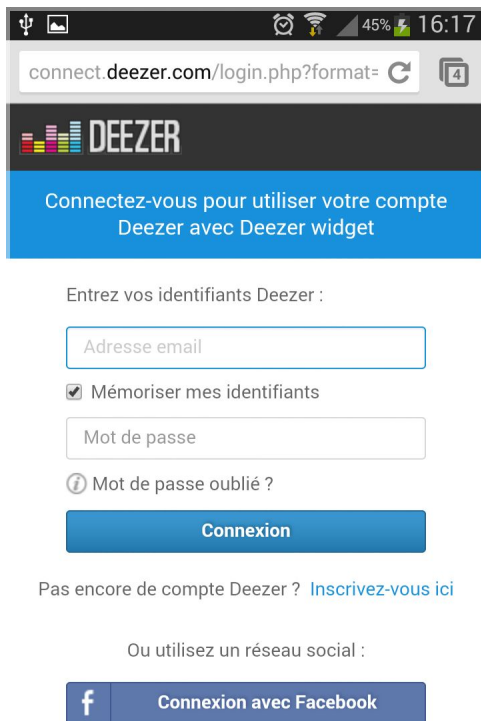 45% 16:17
connect.deezer.com/login.php?format= 4
DEEZER
Connectez-vous pour utiliser votre compte
Deezer avec Deezer widget
Entrez vos identifiants Deezer :
Adresse email
Mémoriser mes identifiants
Mot de passe
i Mot de passe oublié ?
Connexion
Pas encore de compte Deezer ? Inscrivez-vous ici
Ou utilisez un réseau social :
f Connexion avec Facebook